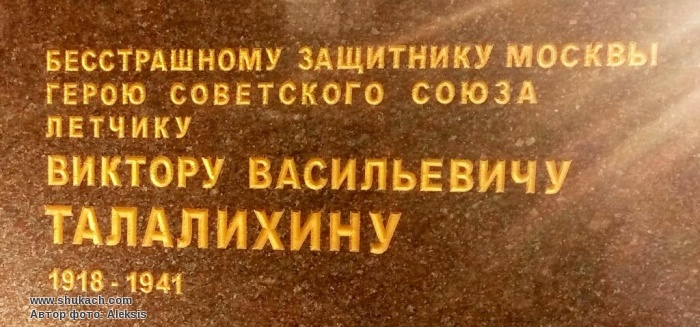 БЕССТРАШНОМУ ЗАЩИТНИКУ МОСКВЫ
ГЕРОЮ СОВЕТСКОГО СОЮЗА
ЛЕТЧИКУ
ВИКТОРУ ВАСИЛЬЕВИЧУ
ТАЛАЛИХИНУ
1918 - 1941
www.shukach.com
Автор фото: Aleksis